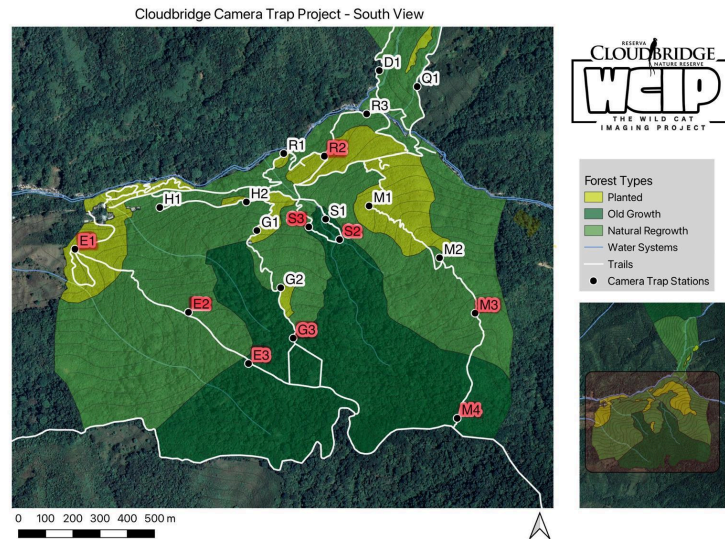 Cloudbridge Camera Trap Project - South View
D1
Q1
R3
R1
R2
H1
H2
M1
S3
S1
G1
S2
E1
M2
G2
E2
M3
G3
E3
M4
0 100 200 300 400 500 m
RESERVA
CLOUDBRIDGE
NATURE RESERVE
WCIP
THE WILD CAT
IMAGING PROJECT
Forest Types
Planted
Old Growth
Natural Regrowth
Water Systems
Trails
Camera Trap Stations